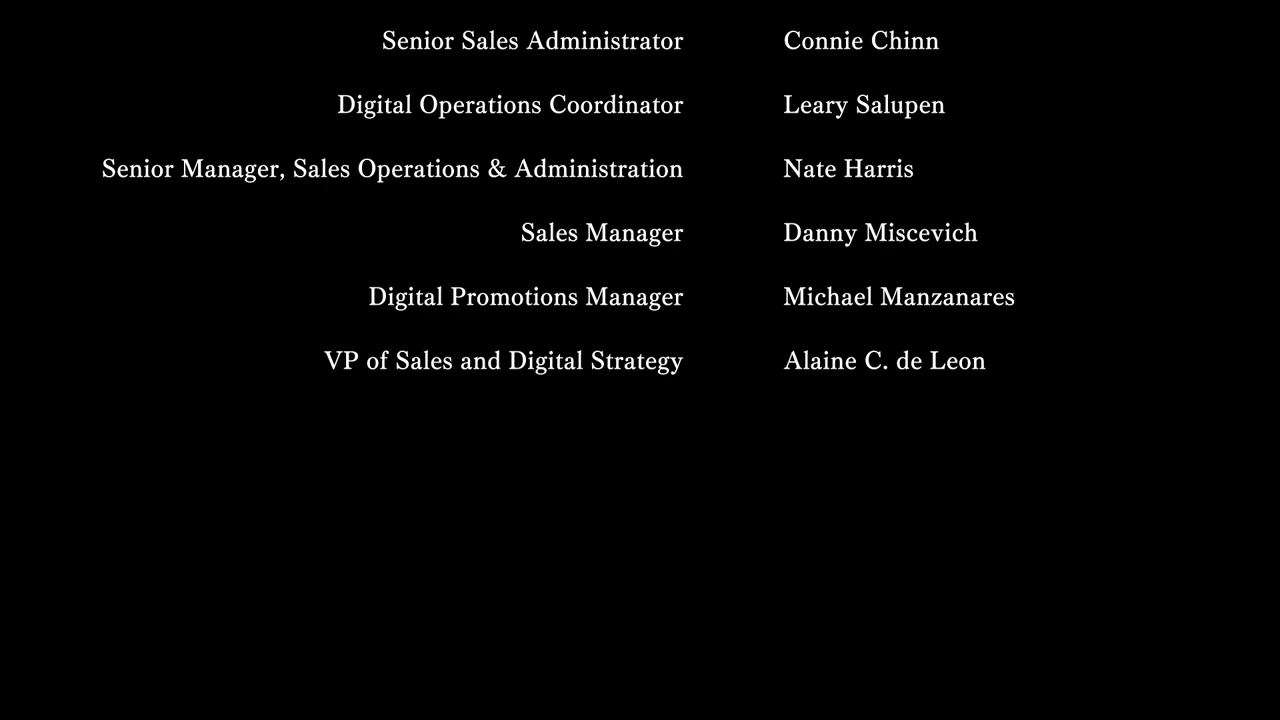 Senior Sales Administrator Connie Chinn
Digital Operations Coordinator Leary Salupen
Senior Manager, Sales Operations & Administration Nate Harris
Sales Manager Danny Miscevich
Digital Promotions Manager Michael Manzanares
VP of Sales and Digital Strategy Alaine C. de Leon